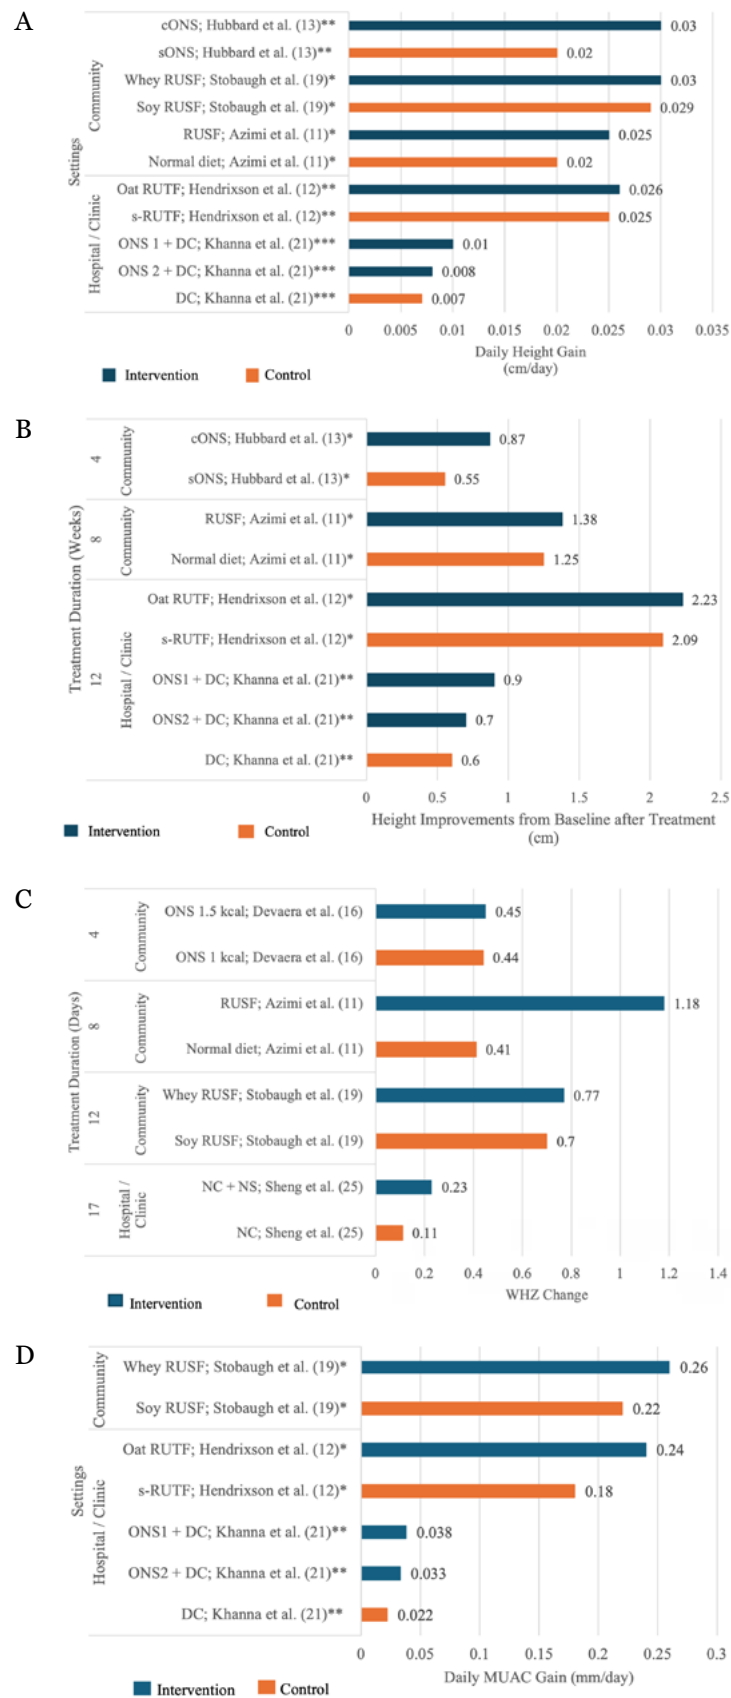 A
Settings
Community
cONS; Hubbard et al. (13)** 0.03
sONS; Hubbard et al. (13)** 0.02
Whey RUSF; Stobaugh et al. (19)* 0.03
Soy RUSF; Stobaugh et al. (19)* 0.029
RUSF; Azimi et al. (11)* 0.025
Normal diet; Azimi et al. (11)* 0.02
Hospital / Clinic
Oat RUTF; Hendrixson et al. (12)** 0.026
s-RUTF; Hendrixson et al. (12)** 0.025
ONS 1 + DC; Khanna et al. (21)*** 0.01
ONS 2 + DC; Khanna et al. (21)*** 0.008
DC; Khanna et al. (21)*** 0.007
0 0.005 0.01 0.015 0.02 0.025 0.03 0.035
Daily Height Gain
(cm/day)
Intervention Control
B
Treatment Duration (Weeks)
4 Community
cONS; Hubbard et al. (13)* 0.87
sONS; Hubbard et al. (13)* 0.55
8 Community
RUSF; Azimi et al. (11)* 1.38
Normal diet; Azimi et al. (11)* 1.25
12 Hospital / Clinic
Oat RUTF; Hendrixson et al. (12)* 2.23
s-RUTF; Hendrixson et al. (12)* 2.09
ONS1 + DC; Khanna et al. (21)** 0.9
ONS2 + DC; Khanna et al. (21)** 0.7
DC; Khanna et al. (21)** 0.6
0 0.5 1 1.5 2 2.5
Height Improvements from Baseline after Treatment
(cm)
Intervention Control
C
Treatment Duration (Days)
4 Community
ONS 1.5 kcal; Devaera et al. (16) 0.45
ONS 1 kcal; Devaera et al. (16) 0.44
8 Community
RUSF; Azimi et al. (11) 1.18
Normal diet; Azimi et al. (11) 0.41
12 Community
Whey RUSF; Stobaugh et al. (19) 0.77
Soy RUSF; Stobaugh et al. (19) 0.7
17 Hospital /
Clinic
NC + NS; Sheng et al. (25) 0.23
NC; Sheng et al. (25) 0.11
0 0.2 0.4 0.6 0.8 1 1.2 1.4
WHZ Change
Intervention Control
D
Settings
Community
Whey RUSF; Stobaugh et al. (19)* 0.26
Soy RUSF; Stobaugh et al. (19)* 0.22
Hospital / Clinic
Oat RUTF; Hendrixson et al. (12)* 0.24
s-RUTF; Hendrixson et al. (12)* 0.18
ONS1 + DC; Khanna et al. (21)** 0.038
ONS2 + DC; Khanna et al. (21)** 0.033
DC; Khanna et al. (21)** 0.022
0 0.05 0.1 0.15 0.2 0.25 0.3
Daily MUAC Gain (mm/day)
Intervention Control